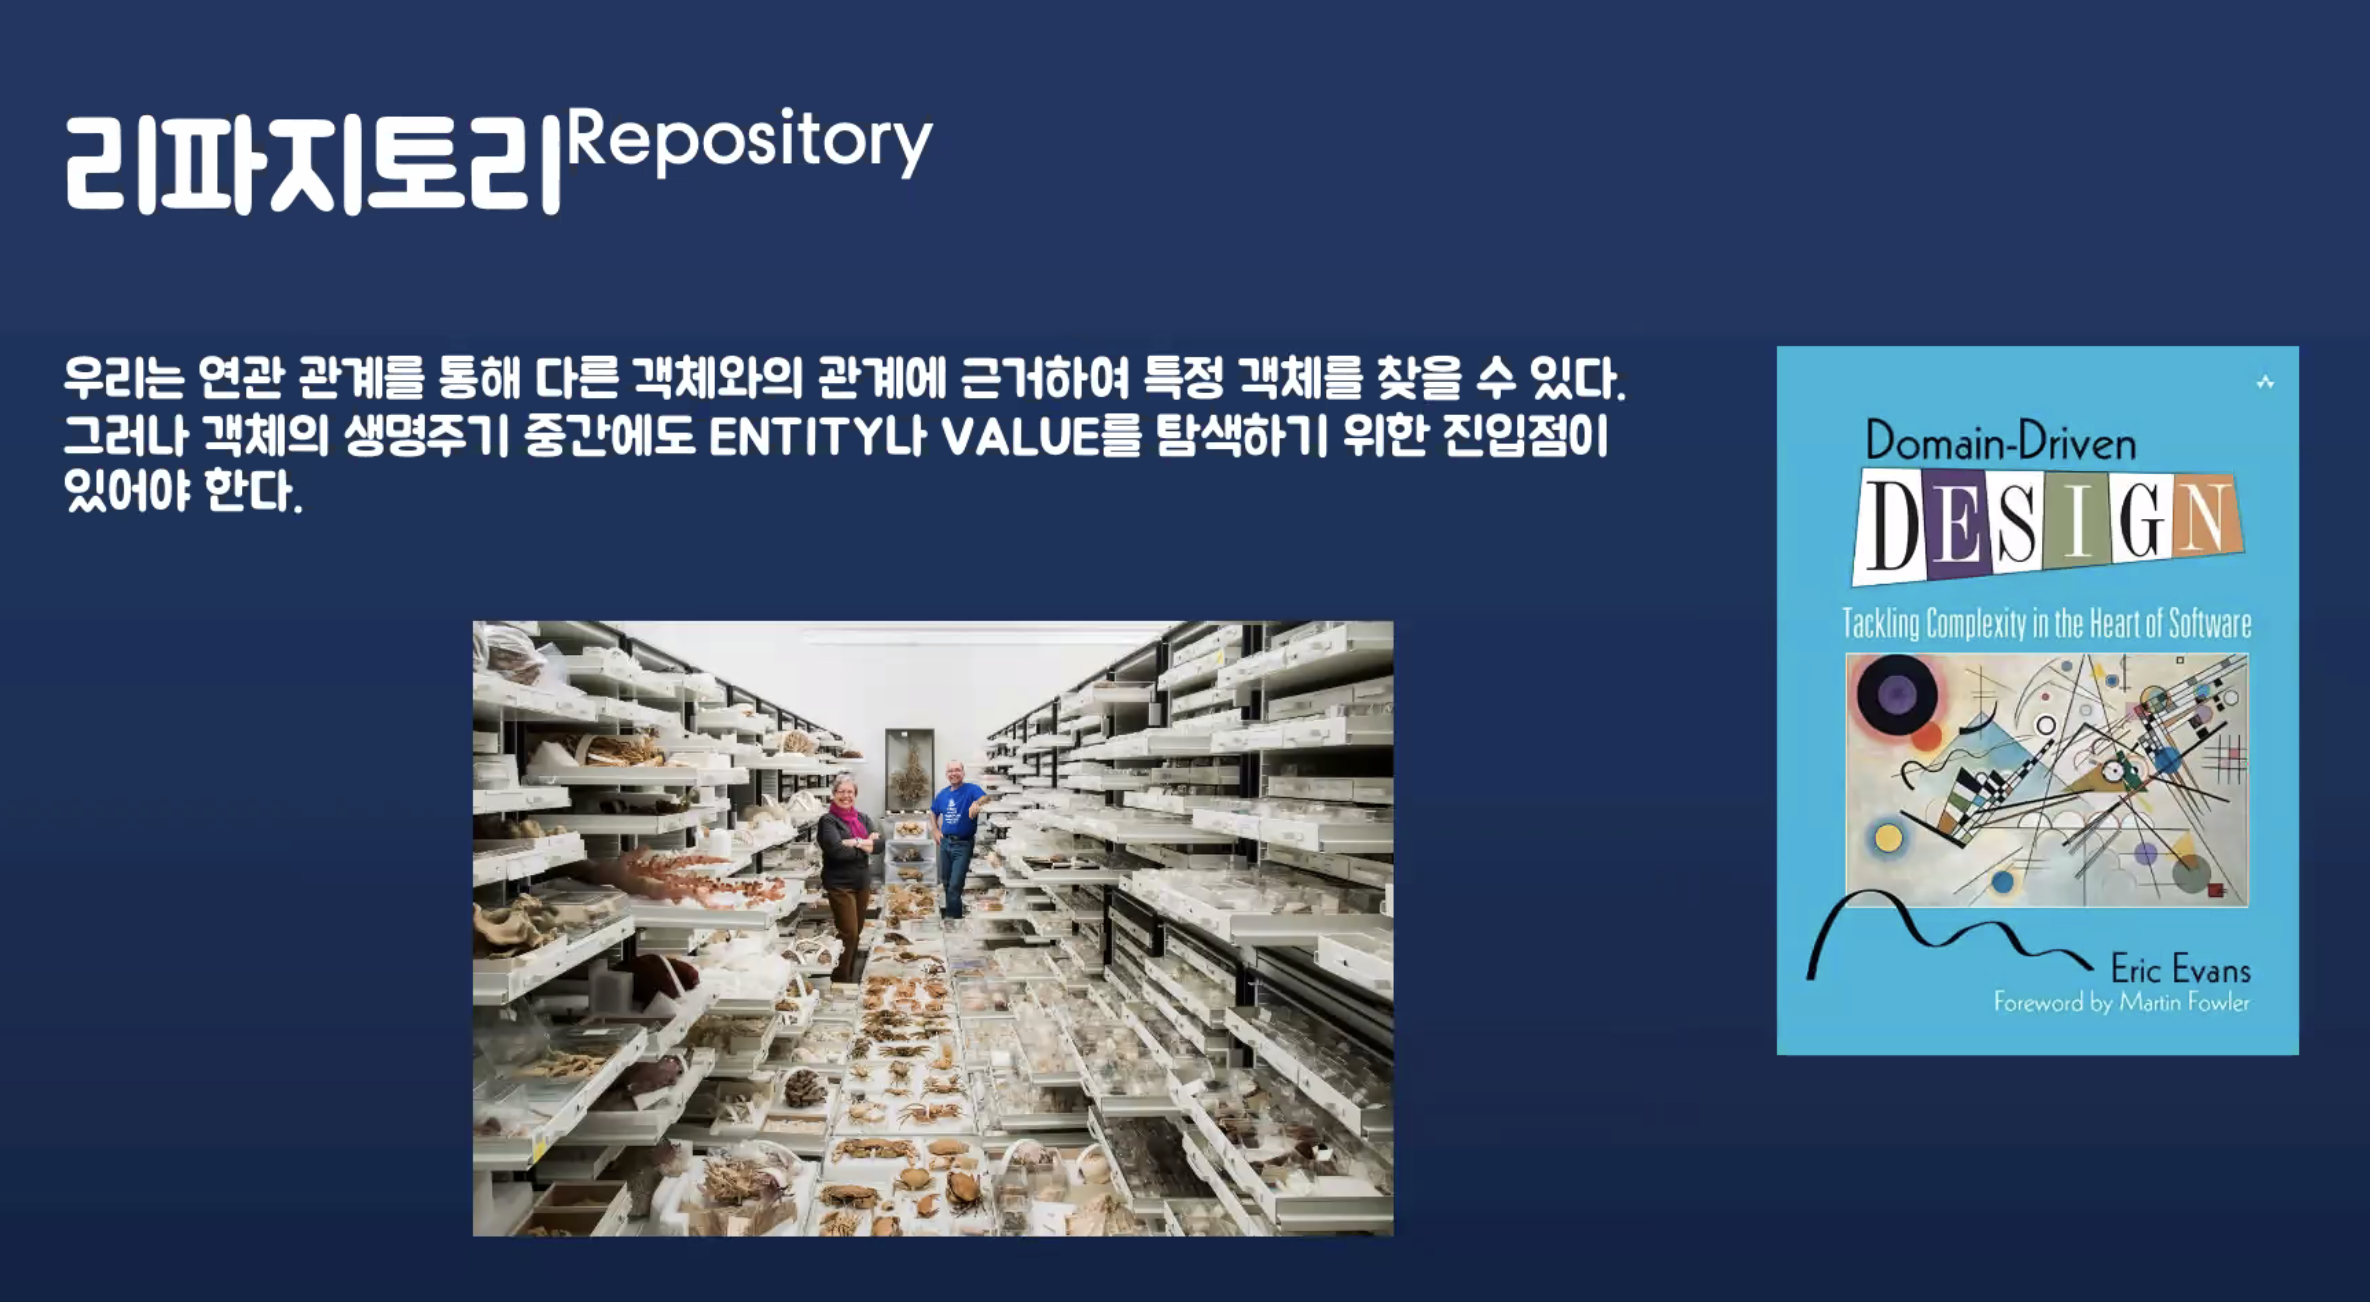 리파지토리Repository
우리는 연관 관계를 통해 다른 객체와의 관계에 근거하여 특정 객체를 찾을 수 있다.
그러나 객체의 생명주기 중간에도 ENTITY나 VALUE를 탐색하기 위한 진입점이
있어야 한다.
Domain-Driven
DESIGN
Tackling Complexity in the Heart of Software
Eric Evans
Foreword by Martin Fowler